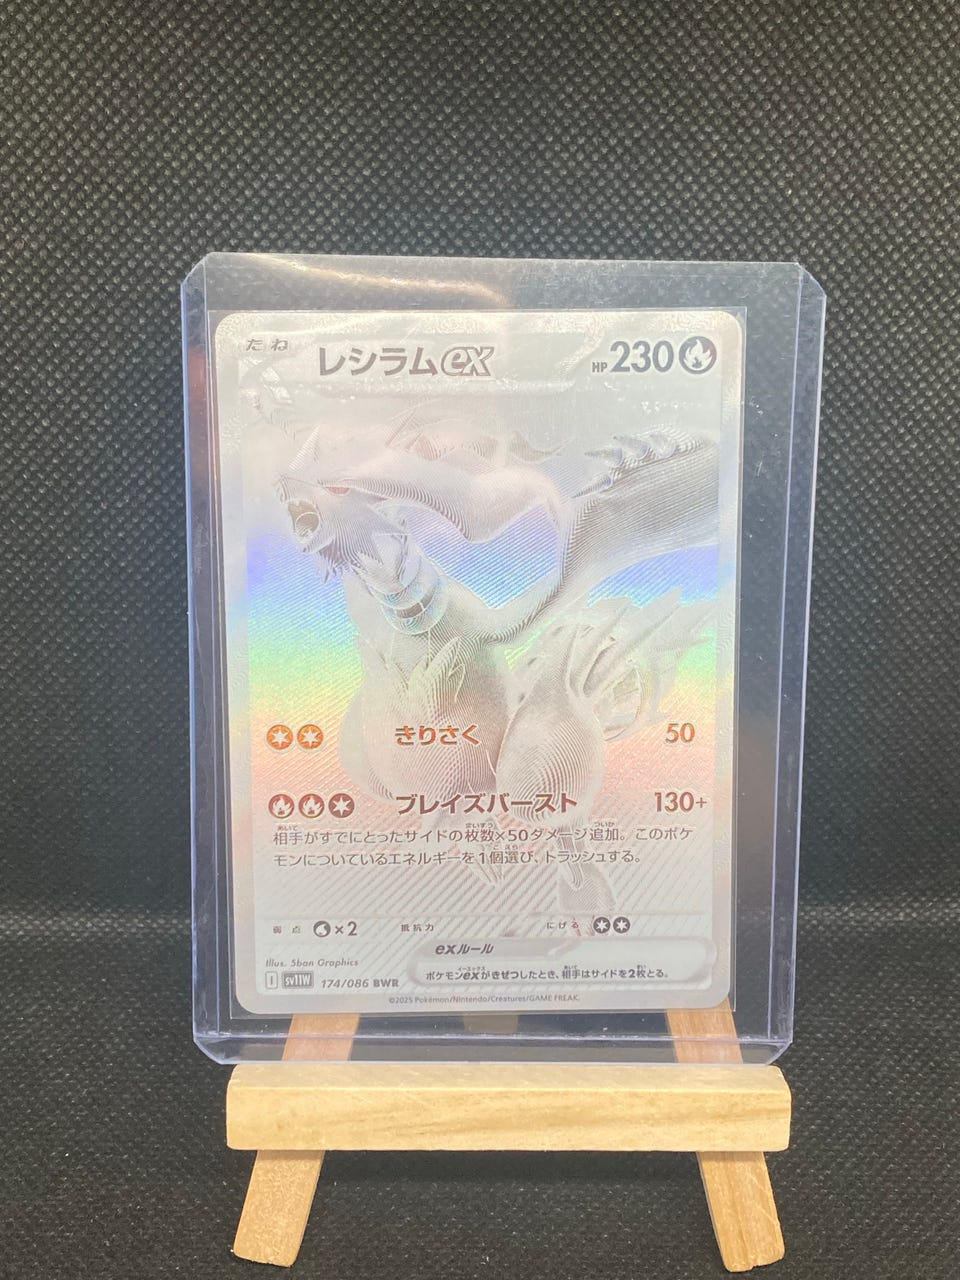 たね レシラムex HP230
きりさく 50
ブレイズバースト 130+
相手がすでにとったサイドの枚数×50ダメージ追加。このポケ
モンについているエネルギーを1個選び、トラッシュする。
弱点 ×2 抵抗力 にげる
exルール
ポケモンexがきぜつしたとき、相手はサイドを2枚とる。
Illus. 5ban Graphics
I sv11W 174/086 BWR
©2025 Pokémon/Nintendo/Creatures/GAME FREAK.